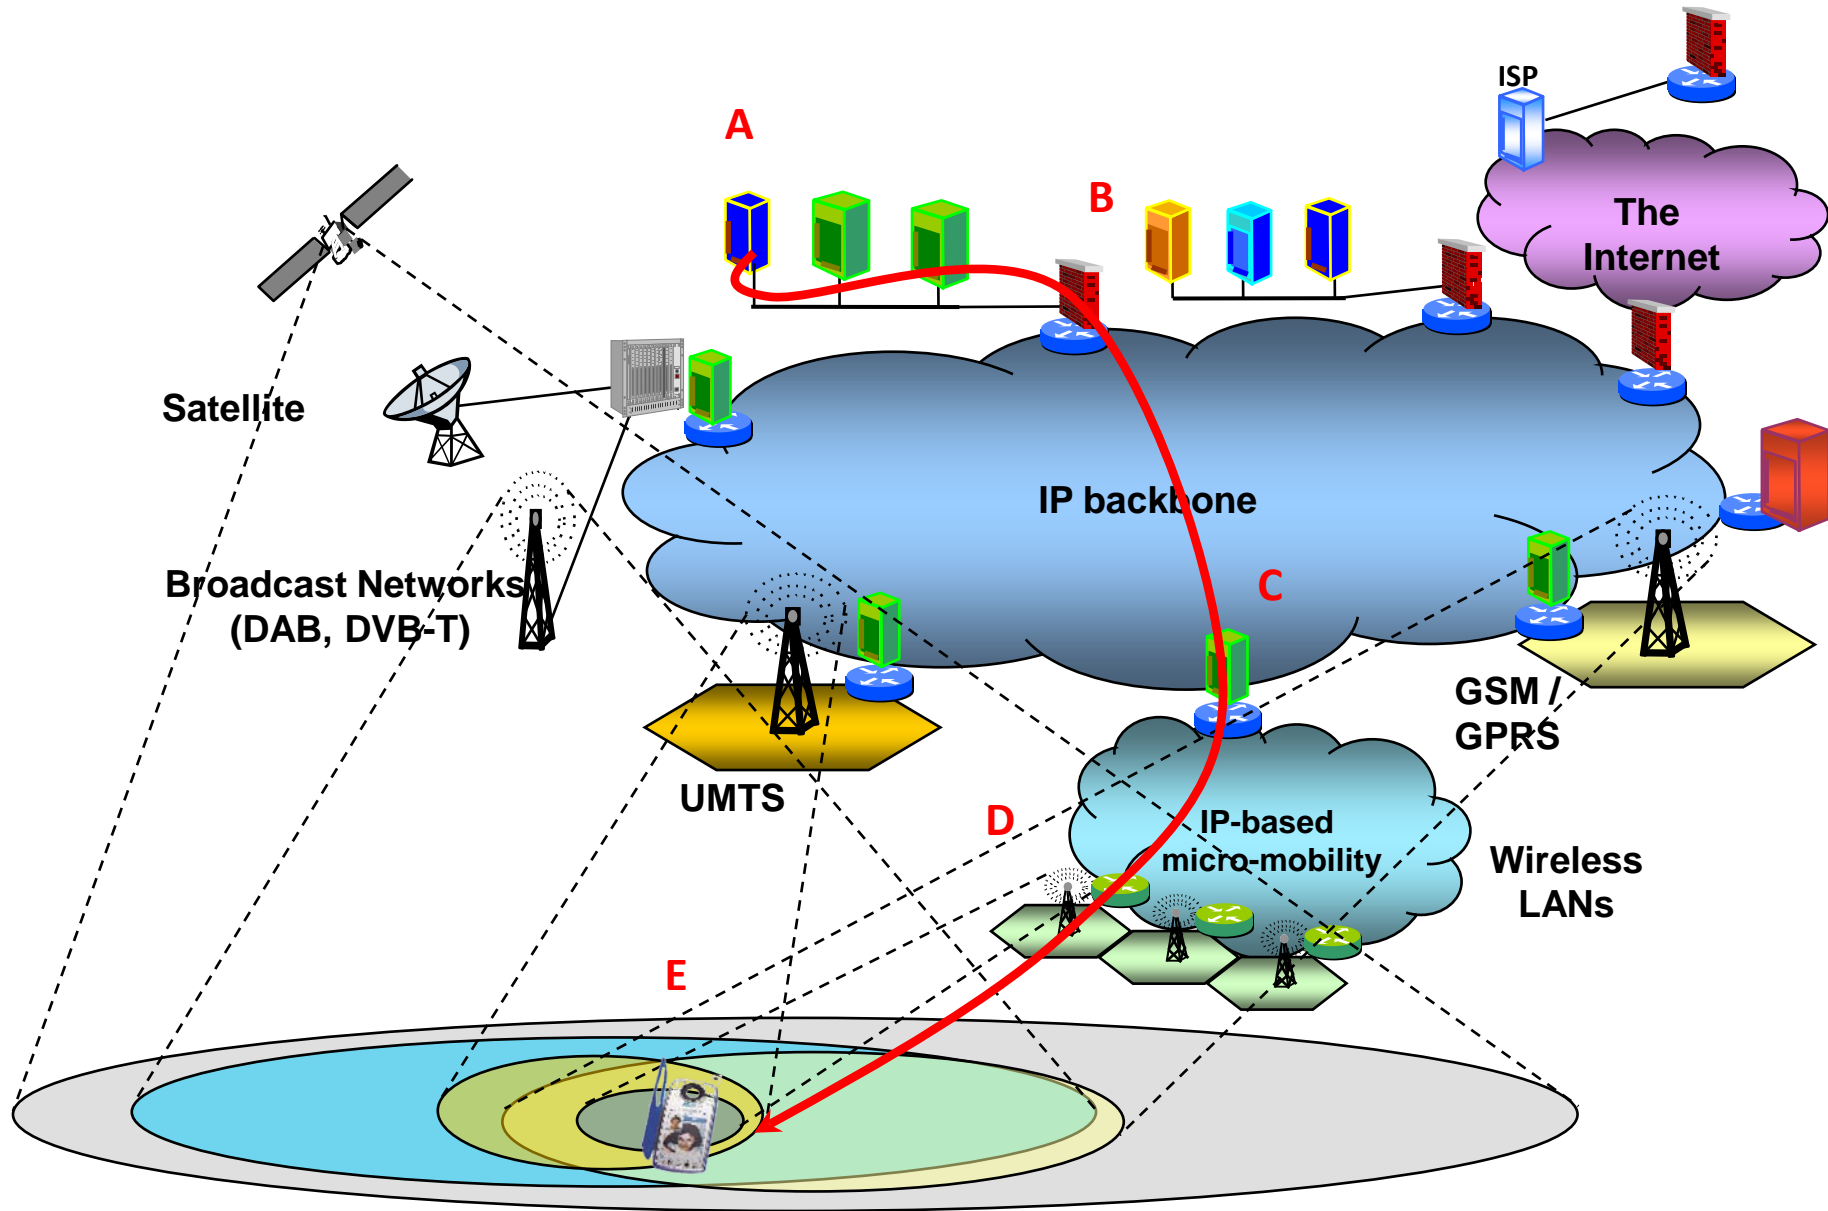 ISP
A
B
The
Internet
Satellite
IP backbone
Broadcast Networks
(DAB, DVB-T)
C
GSM /
GPRS
UMTS
D
IP-based
micro-mobility
Wireless
LANs
E